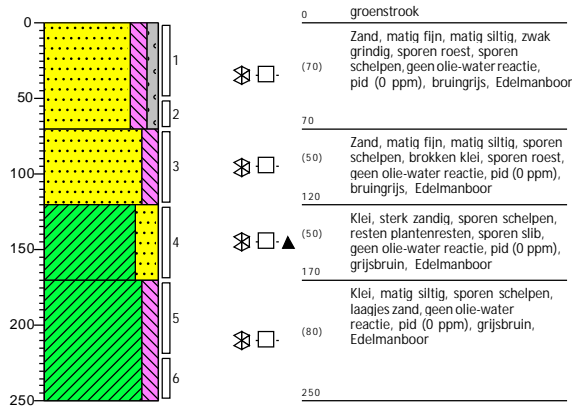 0
groenstrook
0
50
100
150
200
250
1
2
3
4
5
6
(70)
Zand, matig fijn, matig siltig, zwak
grindig, sporen roest, sporen
schelpen, geen olie-water reactie,
pid (0 ppm), bruingrijs, Edelmanboor
70
(50)
Zand, matig fijn, matig siltig, sporen
schelpen, brokken klei, sporen roest,
geen olie-water reactie, pid (0 ppm),
bruingrijs, Edelmanboor
120
(50)
Klei, sterk zandig, sporen schelpen,
resten plantenresten, sporen slib,
geen olie-water reactie, pid (0 ppm),
grijsbruin, Edelmanboor
170
(80)
Klei, matig siltig, sporen schelpen,
laagjes zand, geen olie-water
reactie, pid (0 ppm), grijsbruin,
Edelmanboor
250